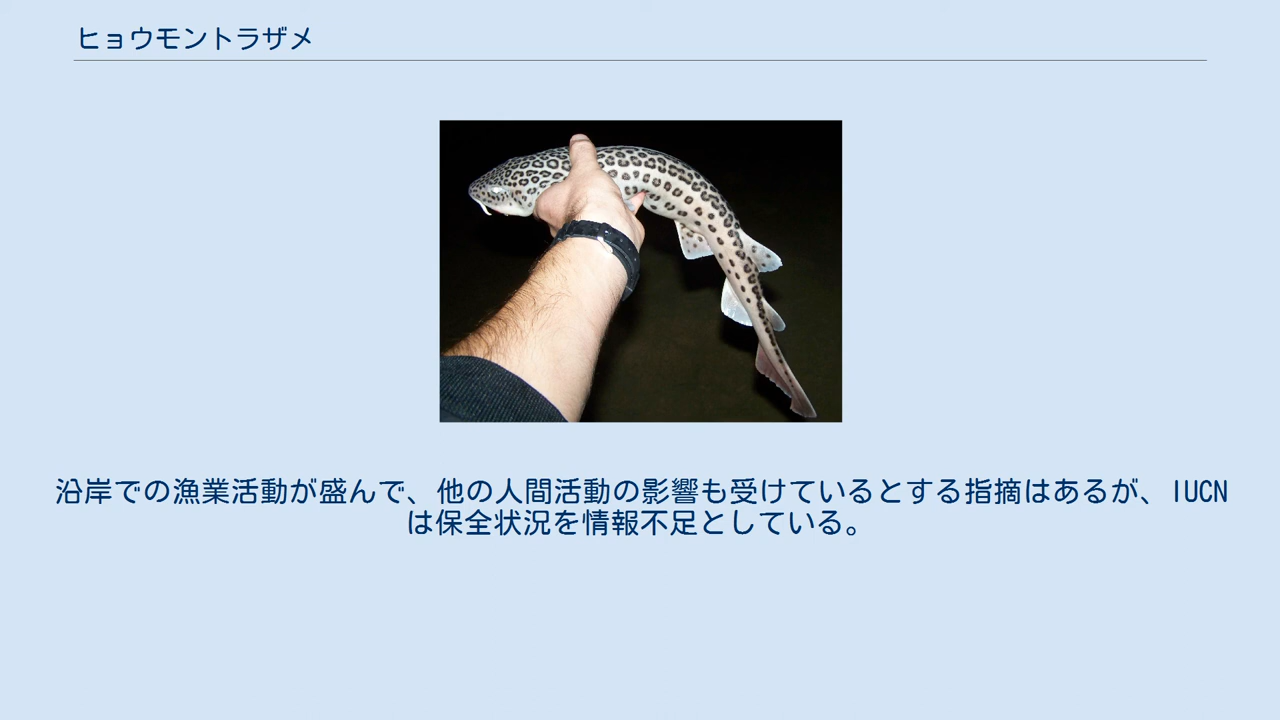 ヒョウモントラザメ
沿岸での漁業活動が盛んで、他の人間活動の影響も受けているとする指摘はあるが、IUCN
は保全状況を情報不足としている。